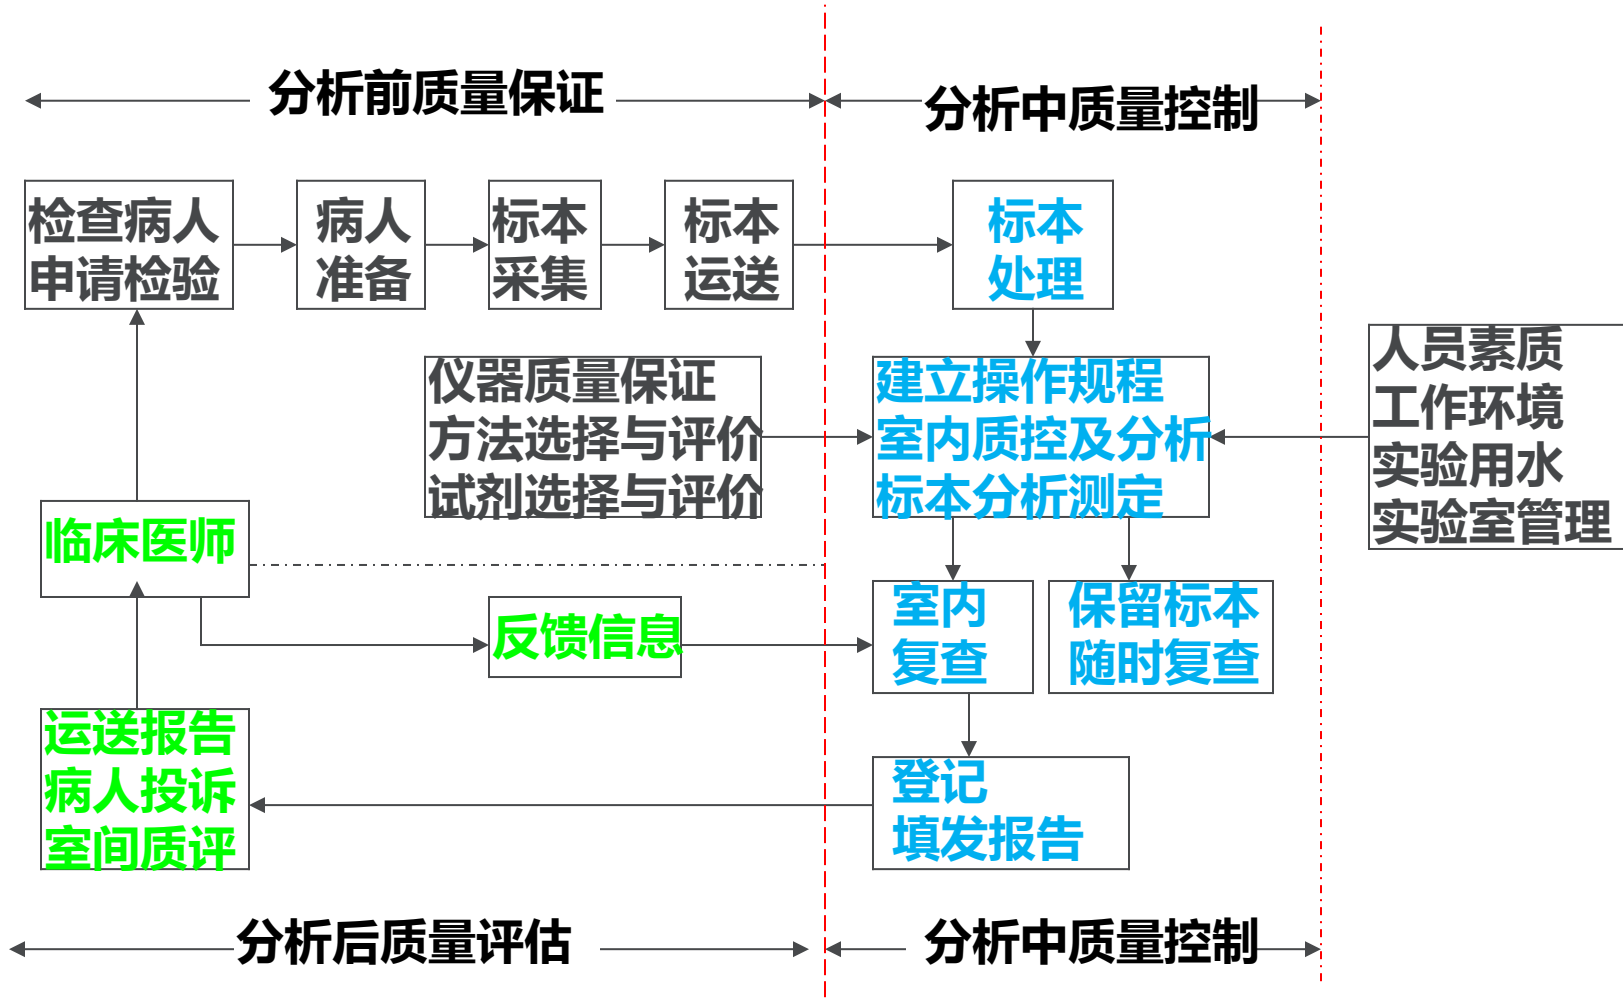 分析前质量保证
分析中质量控制
检查病人
申请检验
病人
准备
标本
采集
标本
运送
标本
处理
仪器质量保证
方法选择与评价
试剂选择与评价
建立操作规程
室内质控及分析
标本分析测定
人员素质
工作环境
实验用水
实验室管理
临床医师
反馈信息
室内
复查
保留标本
随时复查
运送报告
病人投诉
室间质评
登记
填发报告
分析后质量评估
分析中质量控制